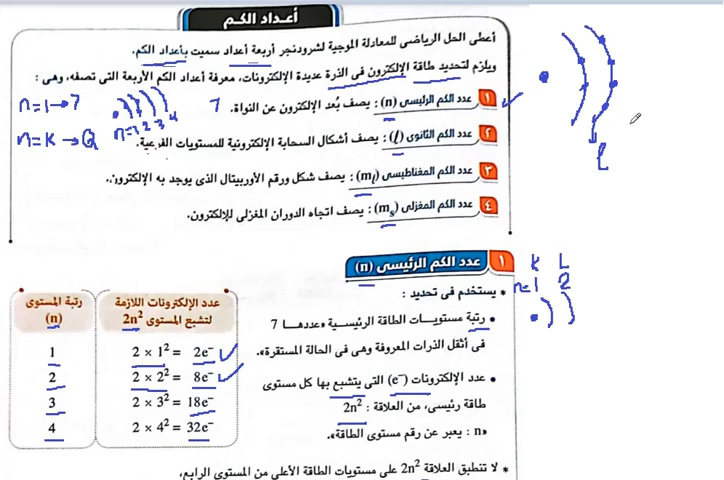 أعداد الكم
أعطى الحل الرياضى للمعادلة الموجية لشرودنجر أربعة أعداد سميت بأعداد الكم.
ويلزم لتحديد طاقة الإلكترون فى الذرة عديدة الإلكترونات، معرفة أعداد الكم الأربعة التى تصفه، وهى :
١ عدد الكم الرئيسى (n) : يصف بُعد الإلكترون عن النواة. 7
n=1→7
n=1 2 3 4
٢ عدد الكم الثانوى (l) : يصف أشكال السحابة الإلكترونية للمستويات الفرعية.
n=K→Q
٣ عدد الكم المغناطيسى (ml) : يصف شكل ورقم الأوربيتال الذى يوجد به الإلكترون.
٤ عدد الكم المغزلى (ms) : يصف اتجاه الدوران المغزلى للإلكترون.
l
١ عدد الكم الرئيسى (n)
K L
n=1 2
* يستخدم فى تحديد :
• رتبة مستويات الطاقة الرئيسية «عددها 7
فى أثقل الذرات المعروفة وهى فى الحالة المستقرة».
• عدد الإلكترونات (e⁻) التى يتشبع بها كل مستوى
طاقة رئيسى، من العلاقة : 2n²
«n : يعبر عن رقم مستوى الطاقة».
* لا تنطبق العلاقة 2n² على مستويات الطاقة الأعلى من المستوى الرابع،
رتبة المستوى (n)
عدد الإلكترونات اللازمة
لتشبع المستوى 2n²
1 2 × 1² = 2e⁻
2 2 × 2² = 8e⁻
3 2 × 3² = 18e⁻
4 2 × 4² = 32e⁻